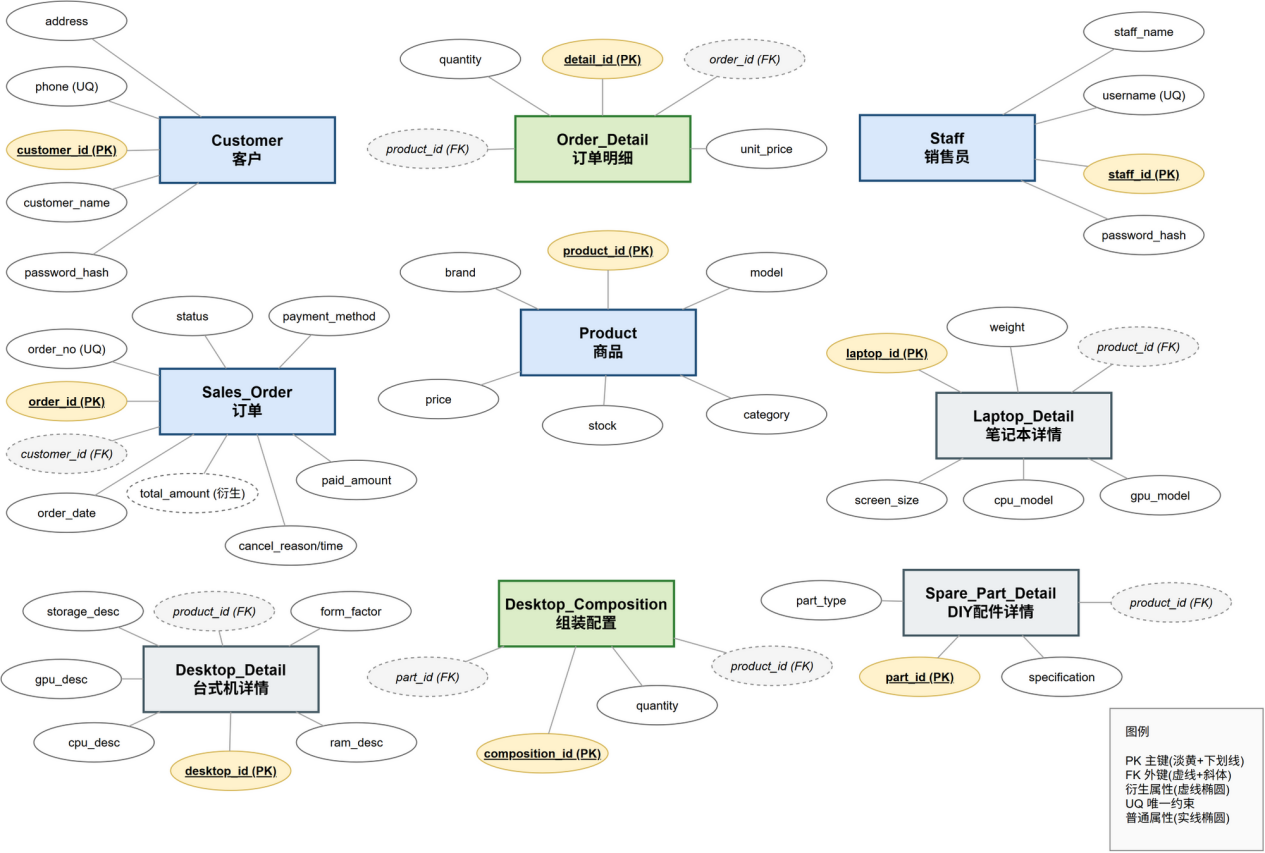 address
phone (UQ)
customer_id (PK)
customer_name
password_hash
Customer
客户
quantity
detail_id (PK)
order_id (FK)
product_id (FK)
Order_Detail
订单明细
unit_price
staff_name
username (UQ)
Staff
销售员
staff_id (PK)
password_hash
product_id (PK)
brand
model
Product
商品
price
stock
category
status
payment_method
order_no (UQ)
order_id (PK)
Sales_Order
订单
customer_id (FK)
order_date
total_amount (衍生)
paid_amount
cancel_reason/time
weight
laptop_id (PK)
product_id (FK)
Laptop_Detail
笔记本详情
screen_size
cpu_model
gpu_model
storage_desc
product_id (FK)
form_factor
gpu_desc
Desktop_Detail
台式机详情
cpu_desc
desktop_id (PK)
ram_desc
Desktop_Composition
组装配置
part_id (FK)
product_id (FK)
quantity
composition_id (PK)
part_type
Spare_Part_Detail
DIY配件详情
product_id (FK)
part_id (PK)
specification
图例
PK 主键(淡黄+下划线)
FK 外键(虚线+斜体)
衍生属性(虚线椭圆)
UQ 唯一约束
普通属性(实线椭圆)